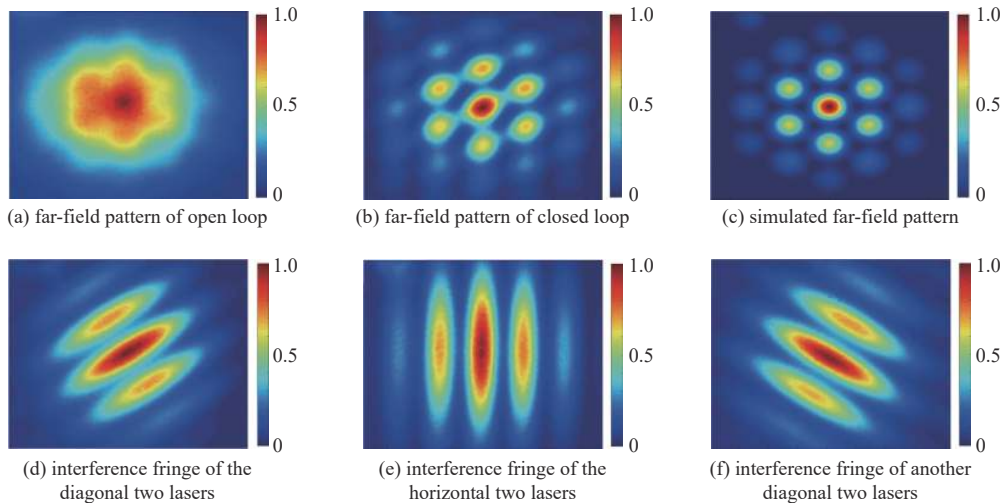 1.0
0.5
0
(a) far-field pattern of open loop
1.0
0.5
0
(b) far-field pattern of closed loop
1.0
0.5
0
(c) simulated far-field pattern
1.0
0.5
0
(d) interference fringe of the
diagonal two lasers
1.0
0.5
0
(e) interference fringe of the
horizontal two lasers
1.0
0.5
0
(f) interference fringe of another
diagonal two lasers